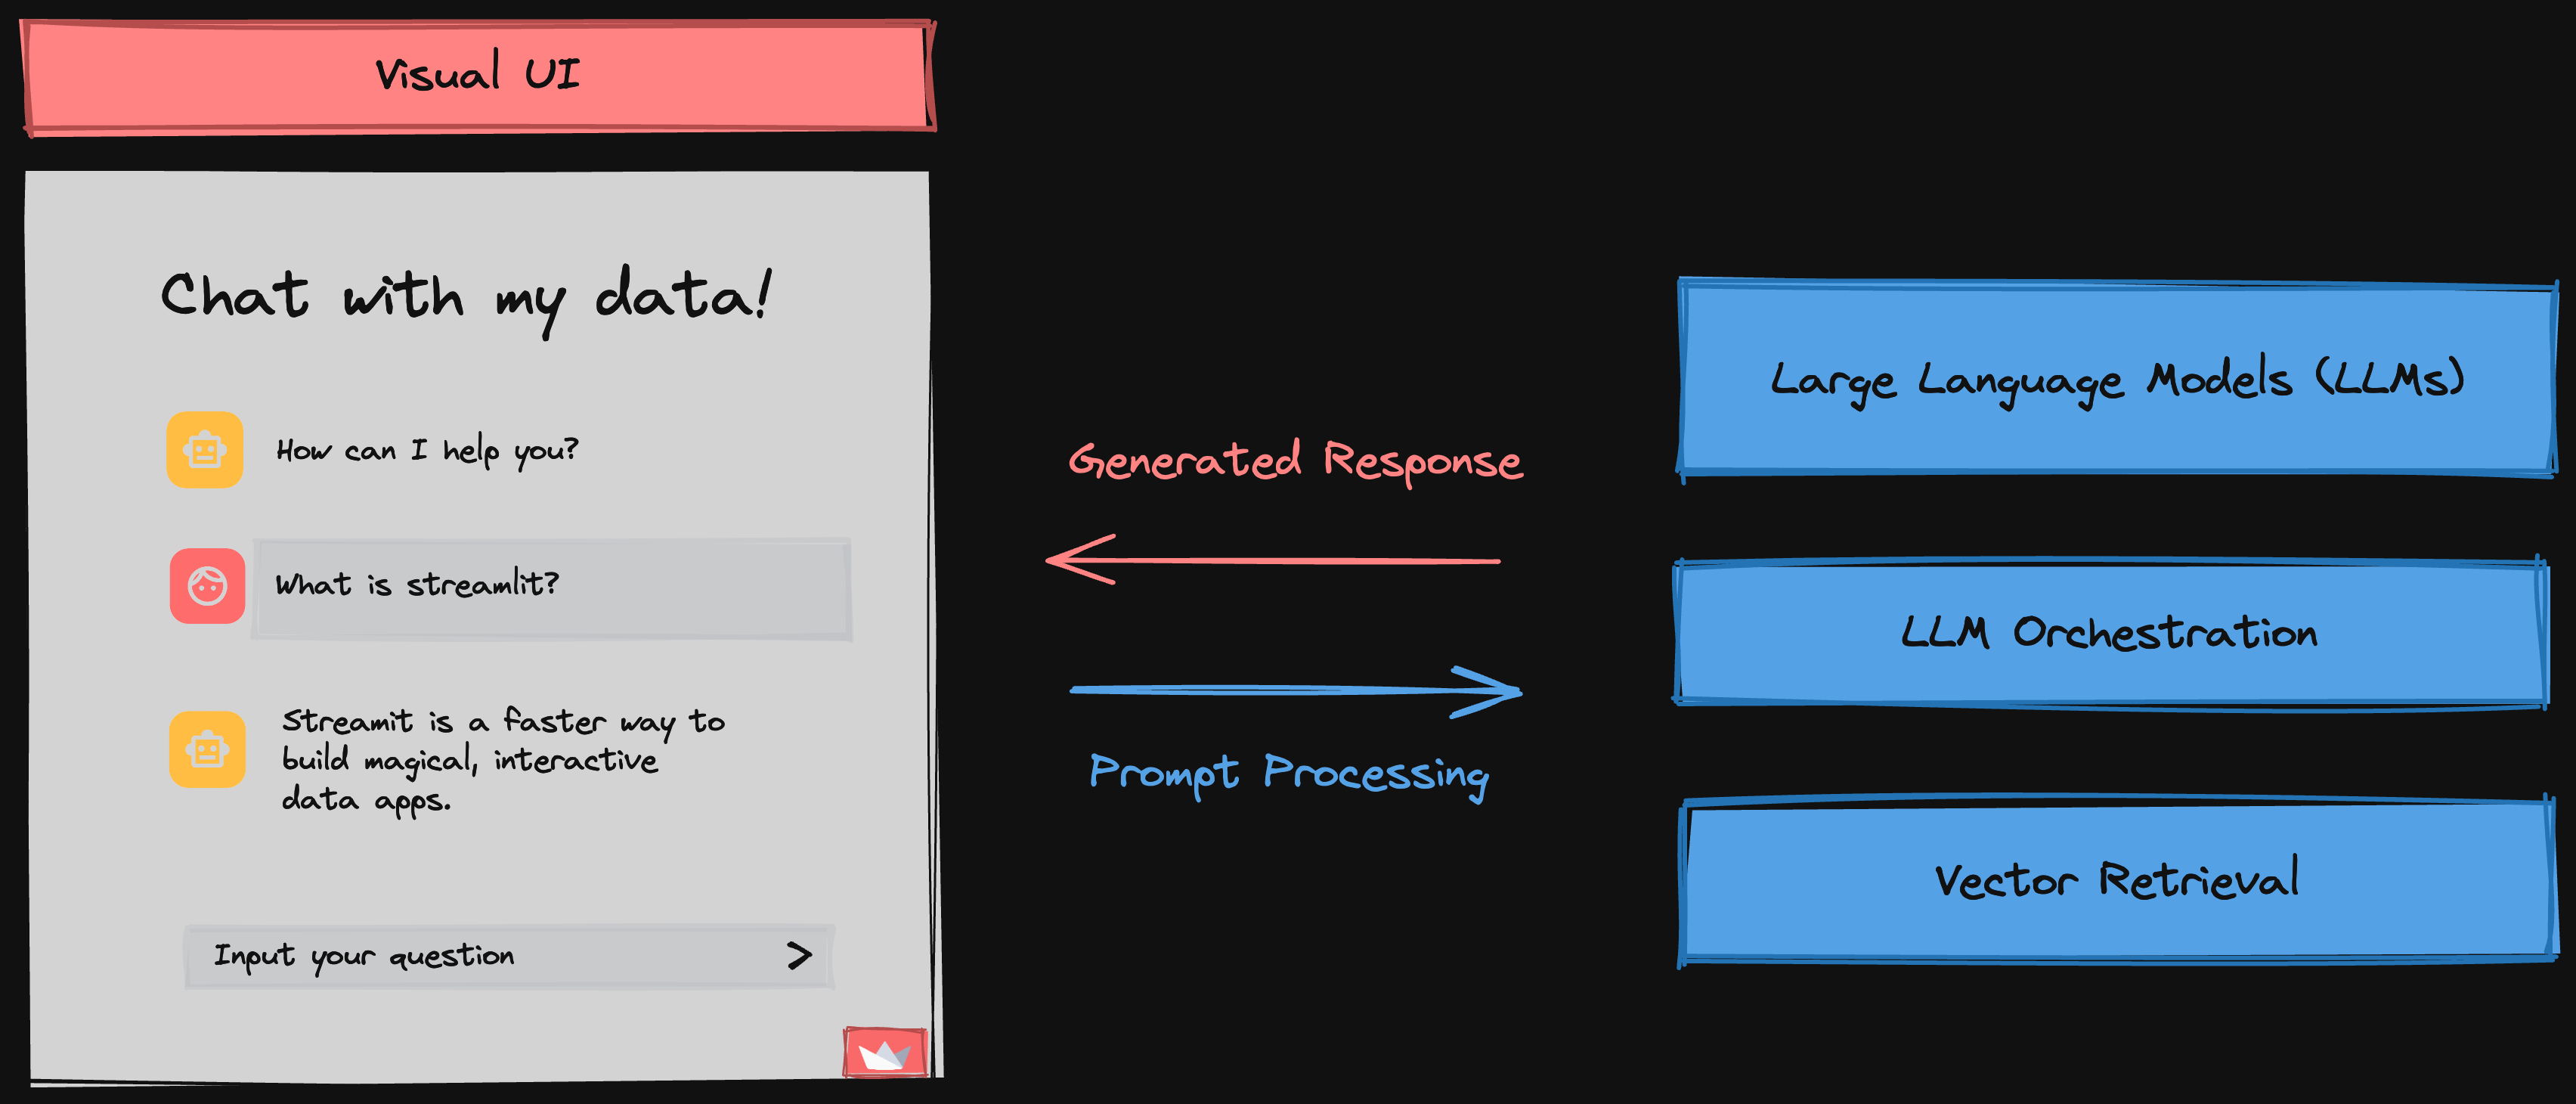 Visual UI
Chat with my data!
How can I help you?
What is streamlit?
Streamit is a faster way to
build magical, interactive
data apps.
Input your question
Generated Response
Prompt Processing
Large Language Models (LLMs)
LLM Orchestration
Vector Retrieval